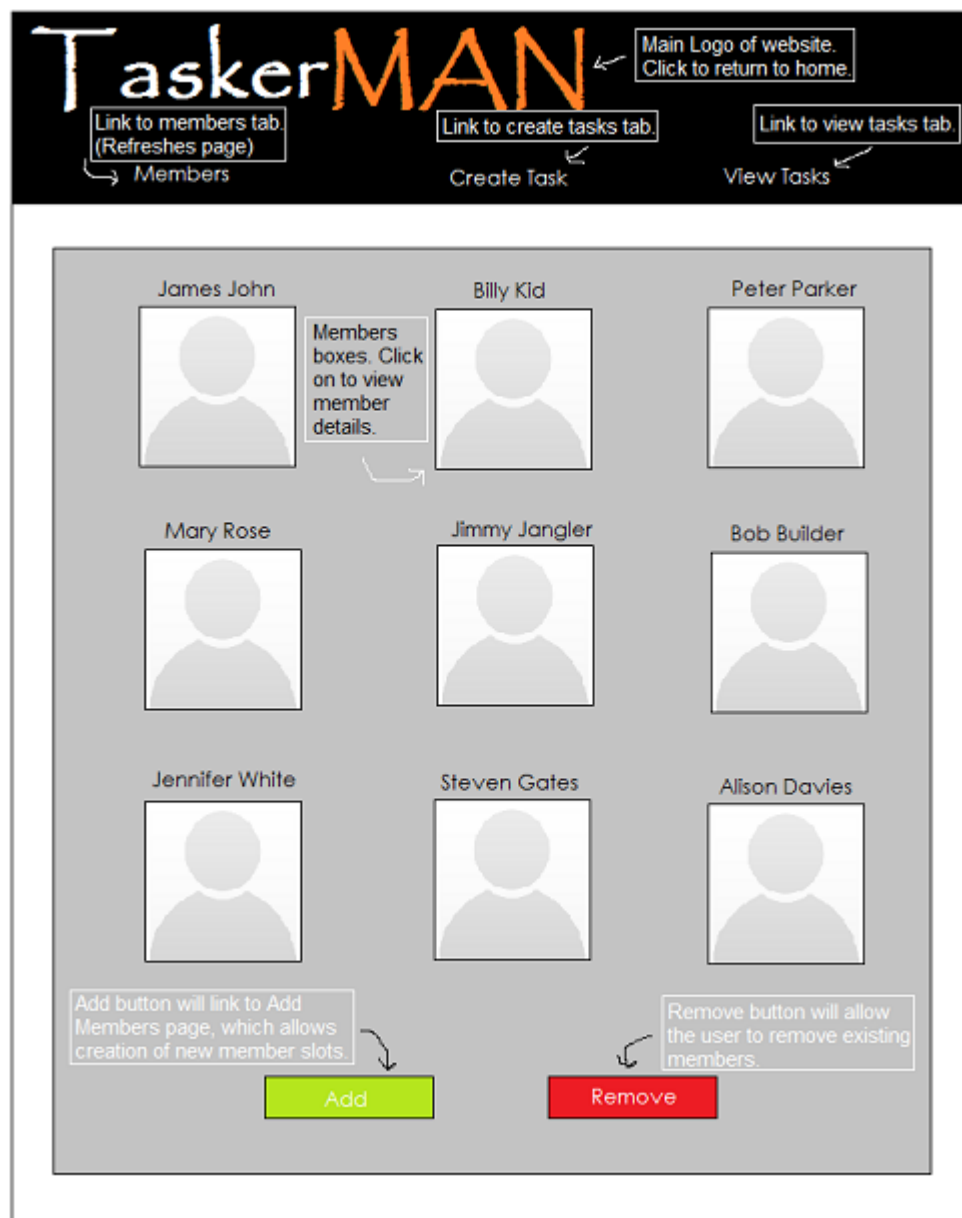 TaskerMAN
Main Logo of website.
Click to return to home.
Link to members tab.
(Refreshes page)
Link to create tasks tab.
Link to view tasks tab.
Members
Create Task
View Tasks
James John
Billy Kid
Peter Parker
Members
boxes. Click
on to view
member
details.
Mary Rose
Jimmy Jangler
Bob Builder
Jennifer White
Steven Gates
Alison Davies
Add button will link to Add
Members page, which allows
creation of new member slots.
Remove button will allow
the user to remove existing
members.
Add
Remove